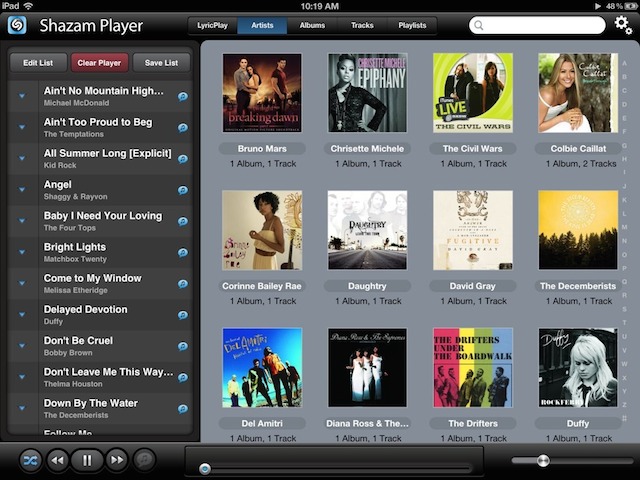 iPad
10:19 AM
48 %
Shazam Player
LyricPlay
Artists
Albums
Tracks
Playlists
Edit List
Clear Player
Save List
Ain't No Mountain High…
Michael McDonald
Ain't Too Proud to Beg
The Temptations
All Summer Long [Explicit]
Kid Rock
Angel
Shaggy & Rayvon
Baby I Need Your Loving
The Four Tops
Bright Lights
Matchbox Twenty
Come to My Window
Melissa Etheridge
Delayed Devotion
Duffy
Don't Be Cruel
Bobby Brown
Don't Leave Me This Way…
Thelma Houston
Down By The Water
The Decemberists
Follow Me
breaking dawn
Bruno Mars
1 Album, 1 Track
CHRISETTE MICHELE
EPIPHANY
Chrisette Michele
1 Album, 1 Track
iTunes
LIVE
THE CIVIL WARS
The Civil Wars
1 Album, 1 Track
Colbie Caillat
Colbie Caillat
1 Album, 2 Tracks
Corinne Bailey Rae
Corinne Bailey Rae
1 Album, 1 Track
DAUGHTRY
Daughtry
1 Album, 1 Track
FUGITIVE
DAVID GRAY
David Gray
1 Album, 1 Track
The Decemberists
1 Album, 1 Track
DEL AMITRI
Del Amitri
1 Album, 1 Track
Diana Ross & The Supremes
Diana Ross & The…
1 Album, 1 Track
THE DRIFTERS
UNDER
THE BOARDWALK
The Drifters
1 Album, 1 Track
Duffy
ROCKFERRY
Duffy
1 Album, 1 Track
A
B
C
D
E
F
G
H
I
J
K
L
M
N
O
P
Q
R
S
T
U
V
W
X
Y
Z
#